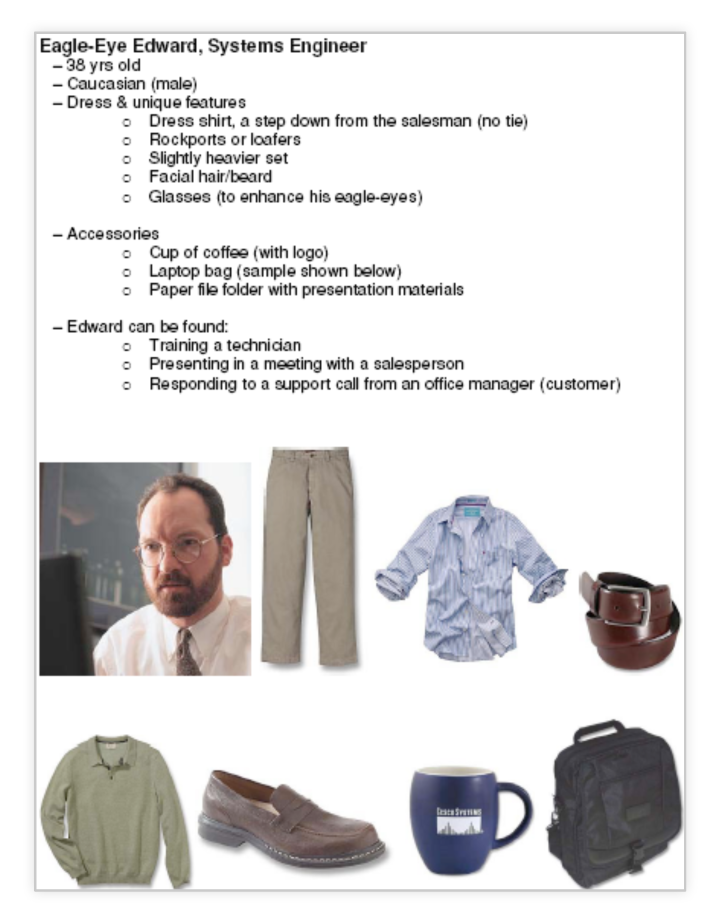 Eagle-Eye Edward, Systems Engineer
– 38 yrs old
– Caucasian (male)
– Dress & unique features
o Dress shirt, a step down from the salesman (no tie)
o Rockports or loafers
o Slightly heavier set
o Facial hair/beard
o Glasses (to enhance his eagle-eyes)
– Accessories
o Cup of coffee (with logo)
o Laptop bag (sample shown below)
o Paper file folder with presentation materials
– Edward can be found:
o Training a technician
o Presenting in a meeting with a salesperson
o Responding to a support call from an office manager (customer)
CISCO SYSTEMS